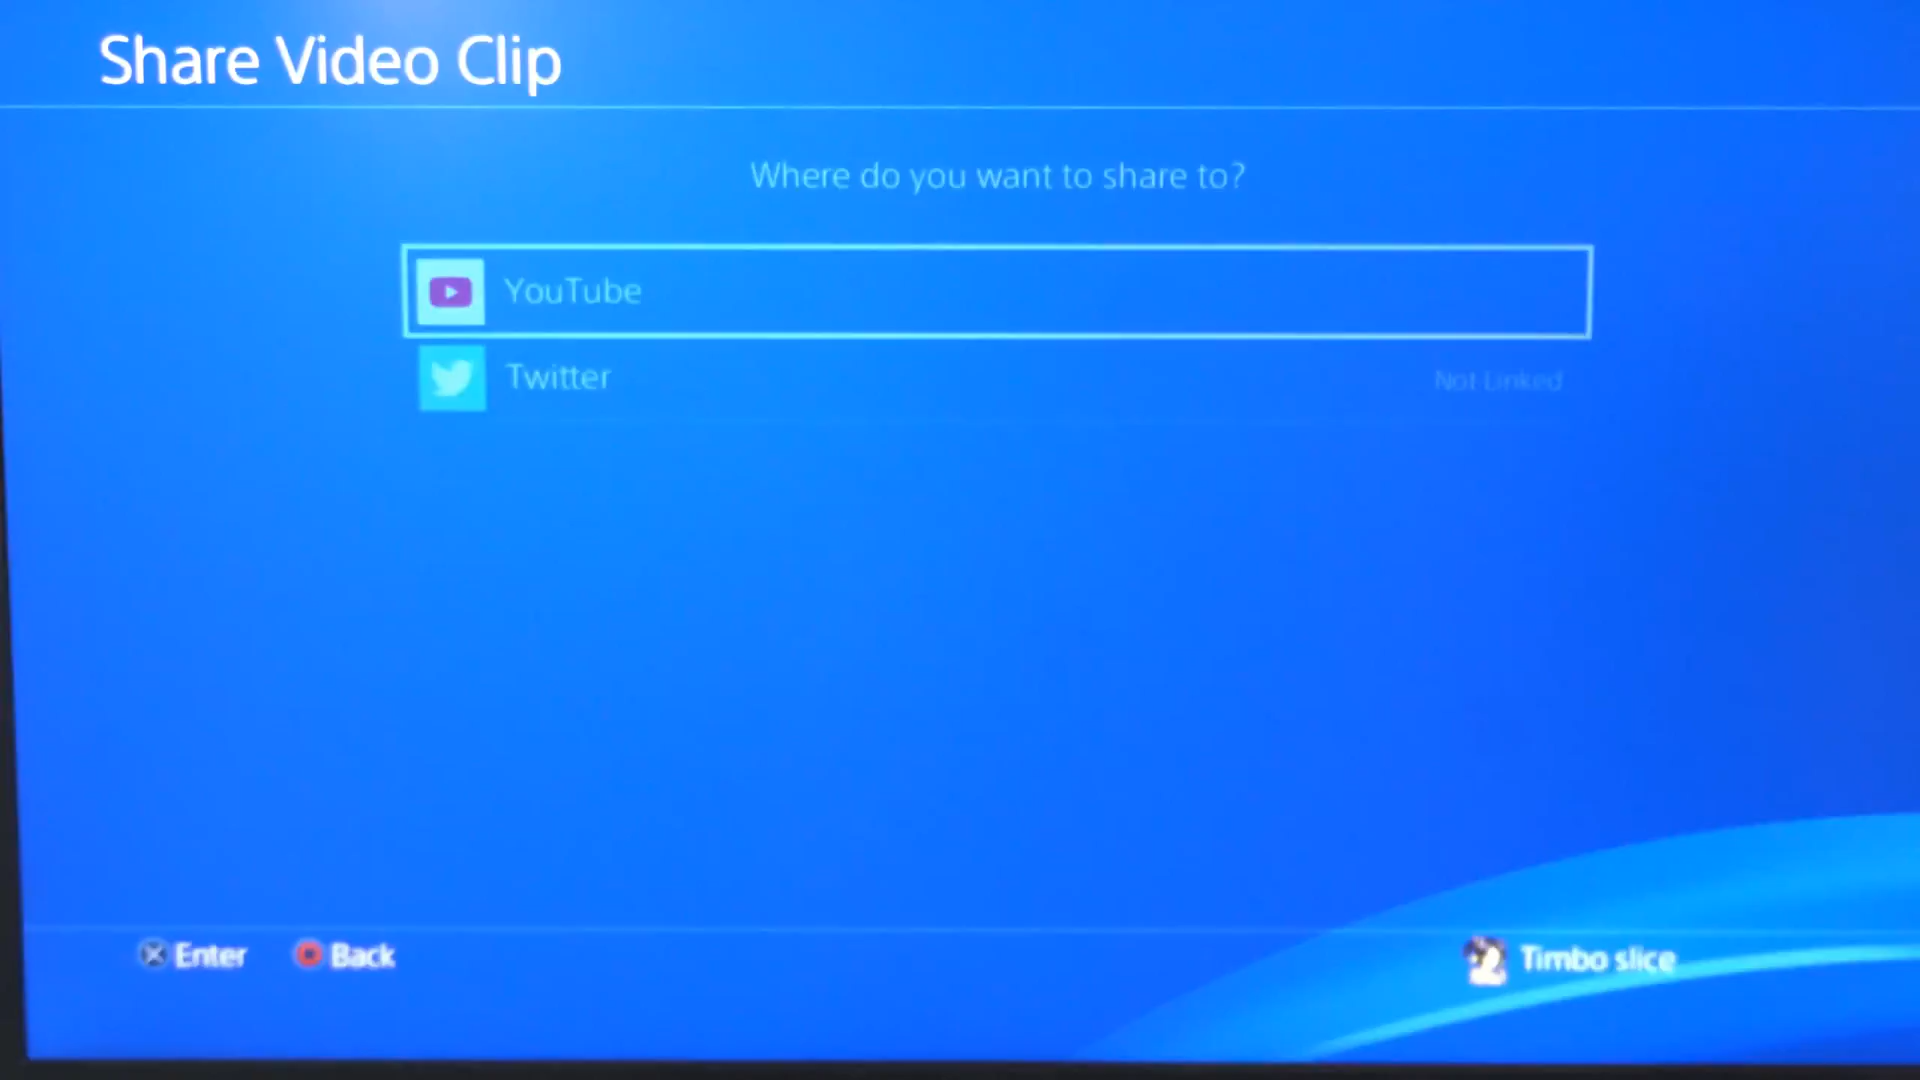 Share Video Clip
Where do you want to share to?
YouTube
Twitter
Not Linked
Enter
Back
Timbo slice